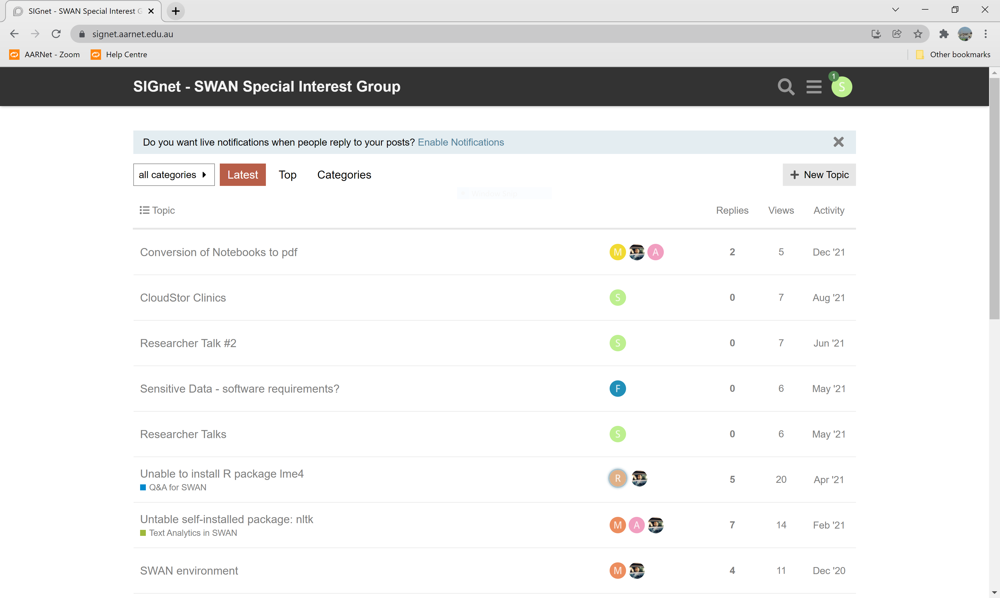 SIGnet - SWAN Special Interest G
signet.aarnet.edu.au
AARNet - Zoom Help Centre Other bookmarks
SIGnet - SWAN Special Interest Group 1 S
Do you want live notifications when people reply to your posts? Enable Notifications
all categories Latest Top Categories + New Topic
Window Snip
Topic Replies Views Activity
Conversion of Notebooks to pdf M A 2 5 Dec '21
CloudStor Clinics S 0 7 Aug '21
Researcher Talk #2 S 0 7 Jun '21
Sensitive Data - software requirements? F 0 6 May '21
Researcher Talks S 0 6 May '21
Unable to install R package lme4 R 5 20 Apr '21
Q&A for SWAN
Untable self-installed package: nltk M A 7 14 Feb '21
Text Analytics in SWAN
SWAN environment M 4 11 Dec '20